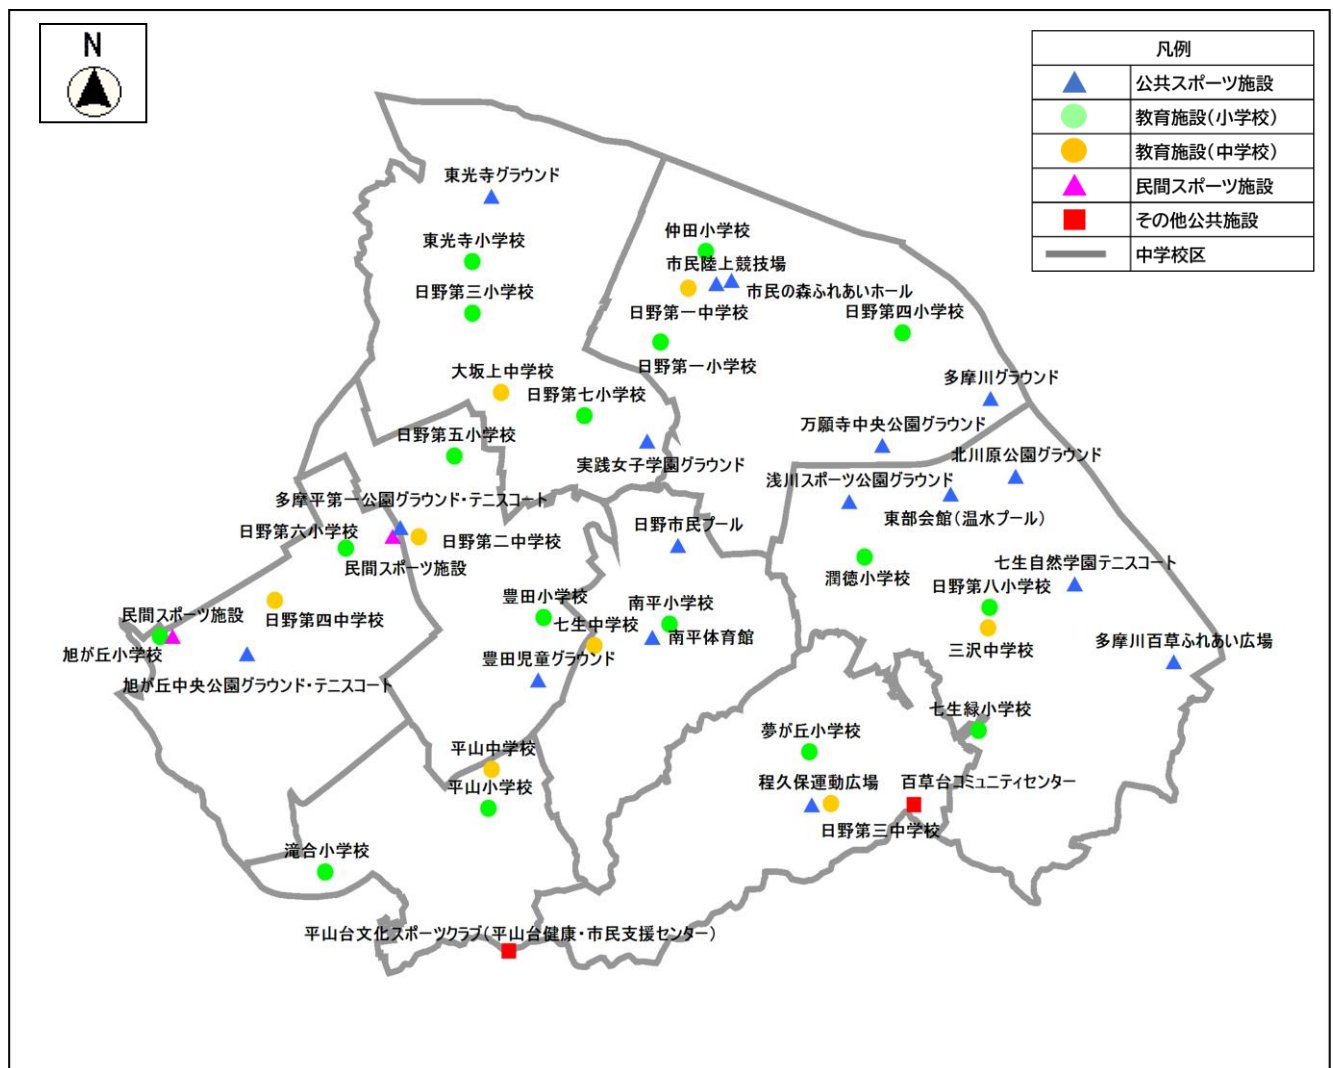 N
凡例
公共スポーツ施設
教育施設(小学校)
教育施設(中学校)
民間スポーツ施設
その他公共施設
中学校区
東光寺グラウンド
東光寺小学校
日野第三小学校
仲田小学校
市民陸上競技場
市民の森ふれあいホール
日野第一中学校
日野第四小学校
日野第一小学校
大坂上中学校
日野第七小学校
多摩川グラウンド
日野第五小学校
万願寺中央公園グラウンド
実践女子学園グラウンド
北川原公園グラウンド
浅川スポーツ公園グラウンド
多摩平第一公園グラウンド・テニスコート
東部会館(温水プール)
日野第六小学校
日野第二中学校
日野市民プール
民間スポーツ施設
七生自然学園テニスコート
潤徳小学校
日野第八小学校
豊田小学校
南平小学校
民間スポーツ施設
日野第四中学校
七生中学校
南平体育館
三沢中学校
多摩川百草ふれあい広場
旭が丘小学校
豊田児童グラウンド
旭が丘中央公園グラウンド・テニスコート
七生緑小学校
夢が丘小学校
平山中学校
平山小学校
程久保運動広場
百草台コミュニティセンター
日野第三中学校
滝合小学校
平山台文化スポーツクラブ(平山台健康・市民支援センター)